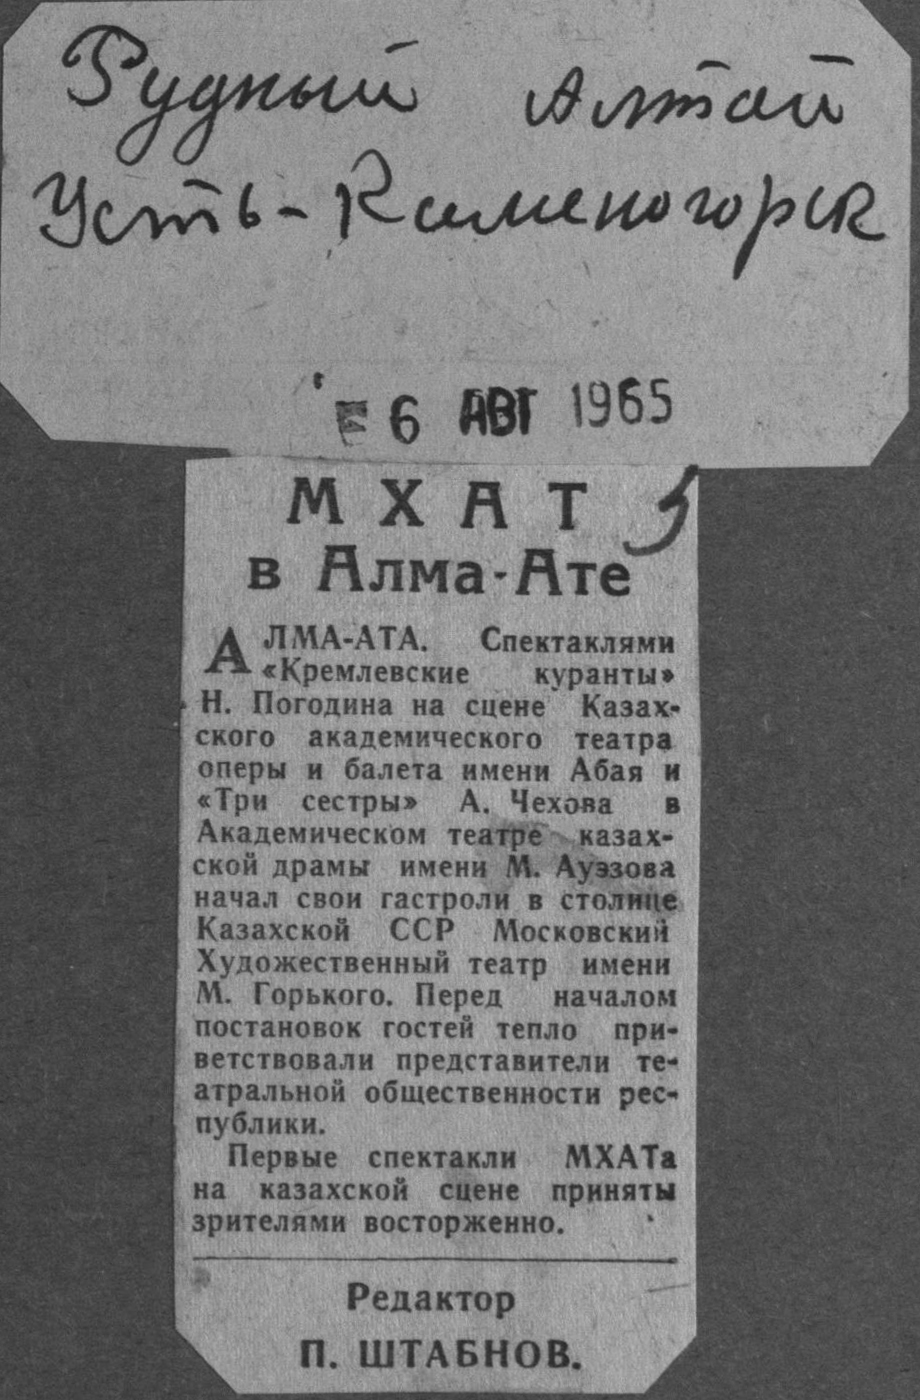 Рудный Алтай
Усть-Каменогорск
6 АВГ 1965
МХАТ
в Алма-Ате
АЛМА-АТА. Спектаклями
«Кремлевские куранты»
Н. Погодина на сцене Казах-
ского академического театра
оперы и балета имени Абая и
«Три сестры» А. Чехова в
Академическом театре казах-
ской драмы имени М. Ауэзова
начал свои гастроли в столице
Казахской ССР Московский
Художественный театр имени
М. Горького. Перед началом
постановок гостей тепло при-
ветствовали представители те-
атральной общественности рес-
публики.
Первые спектакли МХАТа
на казахской сцене приняты
зрителями восторженно.
Редактор
П. ШТАБНОВ.